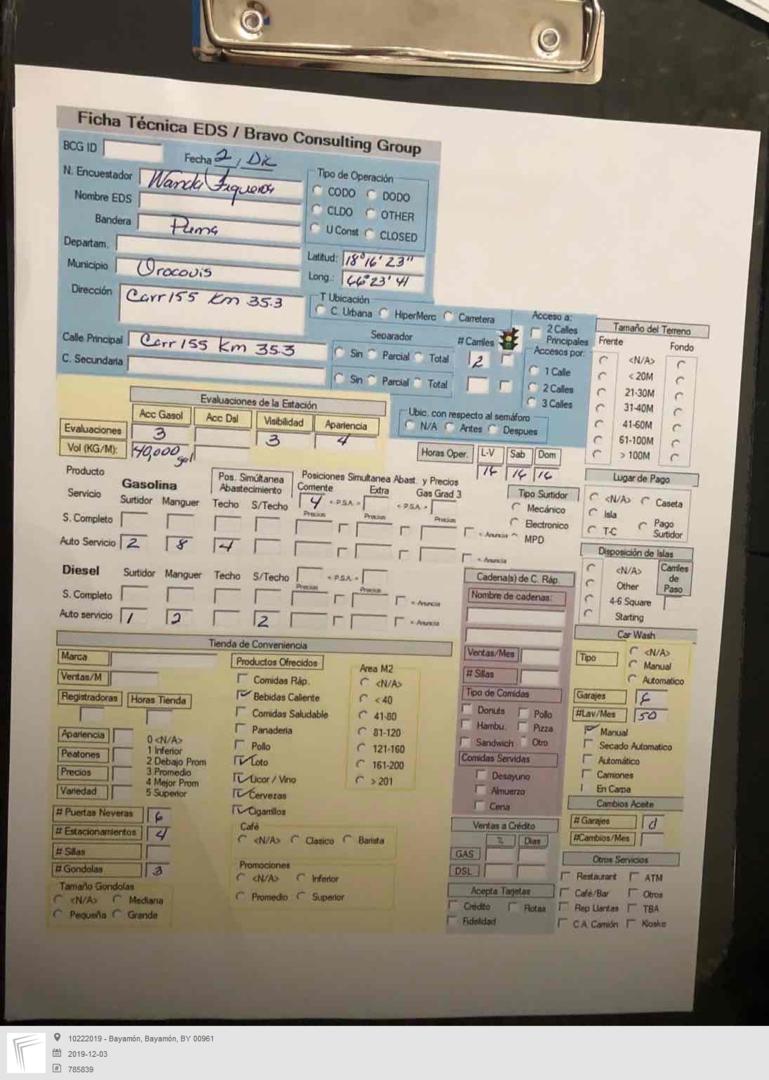 Ficha Técnica EDS / Bravo Consulting Group
BCG ID
Fecha 2, Dic
N. Encuestador Wanda Figueroa
Nombre EDS
Bandera Puma
Departam.
Municipio Orocovis
Dirección Carr 155 Km 35.3
Tipo de Operación
CODO DODO
CLDO OTHER
U Const CLOSED
Latitud: 18°16'23"
Long.: 66°23'41
T Ubicación
C. Urbana HiperMerc Carretera
Calle Principal Carr 155 Km 35.3
C. Secundaria
Separador # Carriles
Sin Parcial Total 2
Sin Parcial Total
Acceso a:
2 Calles
Principales
Accesos por:
1 Calle
2 Calles
3 Calles
Ubic. con respecto al semáforo
N/A Antes Despues
Tamaño del Terreno
Frente Fondo
<N/A>
< 20M
21-30M
31-40M
41-60M
61-100M
> 100M
Evaluaciones de la Estación
Acc Gasol Acc Dsl Visibilidad Apariencia
Evaluaciones 3 3 4
Vol (KG/M): 40,000 gal
Horas Oper. L-V Sab Dom
16 16 16
Producto
Servicio
Gasolina
Surtidor Manguer
Pos. Simúltanea
Abastecimiento
Techo S/Techo
Posiciones Simultanea Abast. y Precios
Corriente Extra Gas Grad 3
4 < P.S.A. > < P.S.A. >
Precios Precios Precios
S. Completo < Anuncia
Auto Servicio 2 8 4 < Anuncia
Tipo Surtidor
Mecánico
Electronico
MPD
Lugar de Pago
<N/A> Caseta
Isla
T-C Pago
Surtidor
Diesel
Surtidor Manguer Techo S/Techo < P.S.A.
Precios Precios
S. Completo < Anuncia
Auto servicio 1 2 2 < Anuncia
Disposición de Islas
<N/A>
Other
4-6 Square
Starting
Carriles
de
Paso
Cadena(s) de C. Ráp.
Nombre de cadenas:
Ventas/Mes
# Sillas
Tipo de Comidas
Donuts Pollo
Hambu. Pizza
Sandwich Otro
Comidas Servidas
Desayuno
Almuerzo
Cena
Car Wash
Tipo
<N/A>
Manual
Automatico
Garajes 6
#Lav/Mes 50
Manual
Secado Automatico
Automático
Camiones
En Carpa
Cambios Aceite
# Garajes
#Cambios/Mes
Tienda de Conveniencia
Marca
Ventas/M
Registradoras Horas Tienda
Apariencia
Peatones
Precios
Variedad
0 <N/A>
1 Inferior
2 Debajo Prom
3 Promedio
4 Mejor Prom
5 Superior
# Puertas Neveras 6
# Estacionamientos 4
# Sillas
# Gondolas 3
Tamaño Gondolas
<N/A> Mediana
Pequeña Grande
Productos Ofrecidos
Comidas Ráp.
Bebidas Caliente
Comidas Saludable
Panaderia
Pollo
Loto
Licor / Vino
Cervezas
Cigarrillos
Area M2
<N/A>
< 40
41-80
81-120
121-160
161-200
> 201
Café
<N/A> Clasico Barista
Promociones
<N/A> Inferior
Promedio Superior
Ventas a Crédito
% Dias
GAS
DSL
Acepta Tarjetas
Crédito Flotas
Fidelidad
Otros Servicios
Restaurant ATM
Café/Bar Otros
Rep Llantas TBA
C.A. Camión Kioske
10222019 - Bayamón, Bayamón, BY 00961
2019-12-03
785839